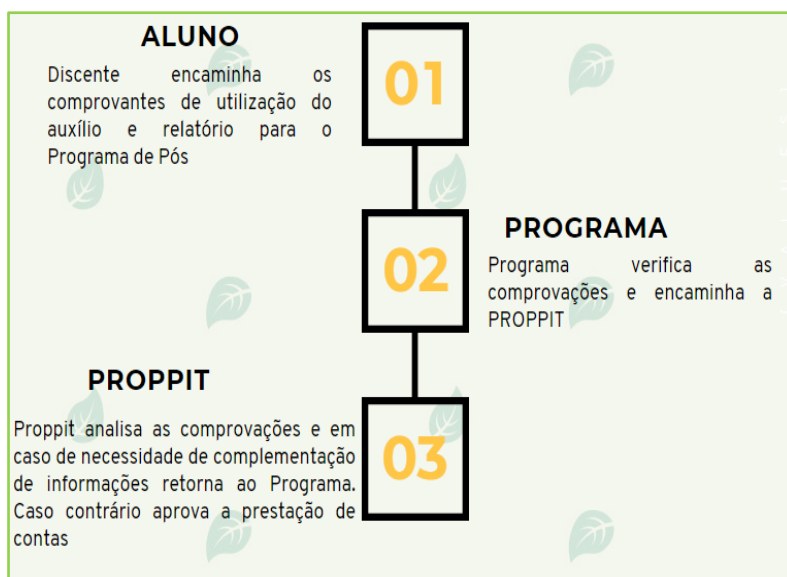 ALUNO
Discente encaminha os
comprovantes de utilização do
auxílio e relatório para o
Programa de Pós
01
PROGRAMA
Programa verifica as
comprovações e encaminha a
PROPPIT
02
PROPPIT
Proppit analisa as comprovações e em
caso de necessidade de complementação
de informações retorna ao Programa.
Caso contrário aprova a prestação de
contas
03